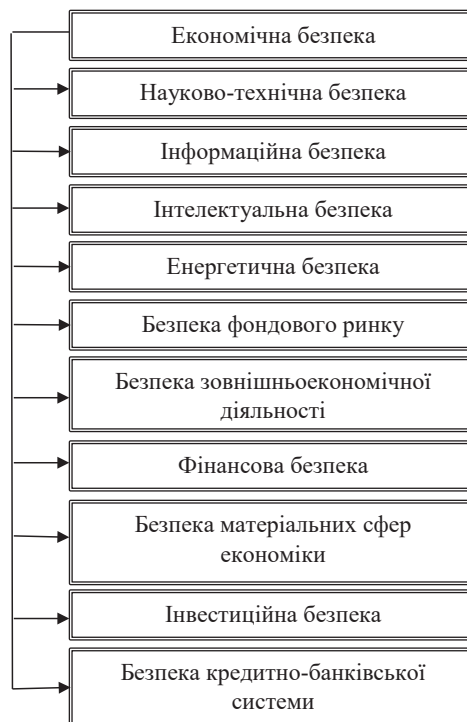 Економічна безпека
Науково-технічна безпека
Інформаційна безпека
Інтелектуальна безпека
Енергетична безпека
Безпека фондового ринку
Безпека зовнішньоекономічної
діяльності
Фінансова безпека
Безпека матеріальних сфер
економіки
Інвестиційна безпека
Безпека кредитно-банківської
системи